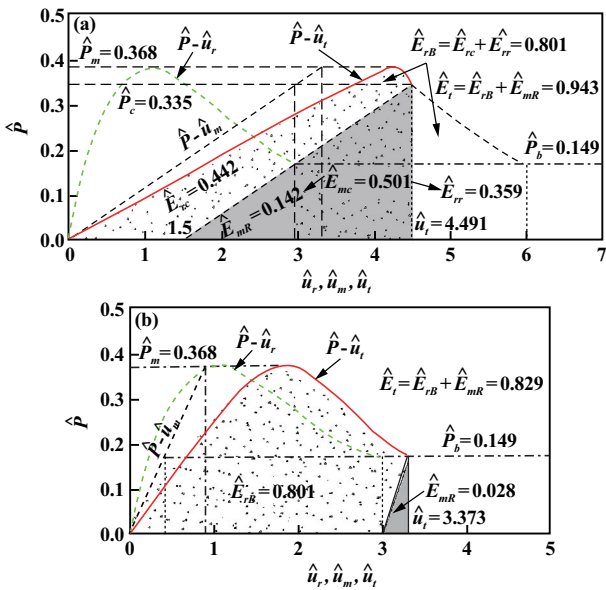 (a)
P̂m=0.368
P̂-ûr
P̂-ût
ÊrB=Êrc+Êrr=0.801
P̂c=0.335
Êt=ÊrB+ÊmR=0.943
P̂-ûm
P̂b=0.149
Êrc=0.442
ÊmR=0.142
Êmc=0.501
Êrr=0.359
1.5
ût=4.491
P̂
0.5
0.4
0.3
0.2
0.1
0.0
0 1 2 3 4 5 6 7
ûr,ûm,ût
(b)
P̂m=0.368
P̂-ûr
P̂-ût
Êt=ÊrB+ÊmR=0.829
P̂-ûm
P̂b=0.149
ÊrB=0.801
ÊmR=0.028
ût=3.373
P̂
0.5
0.4
0.3
0.2
0.1
0.0
0 1 2 3 4 5
ûr,ûm,ût